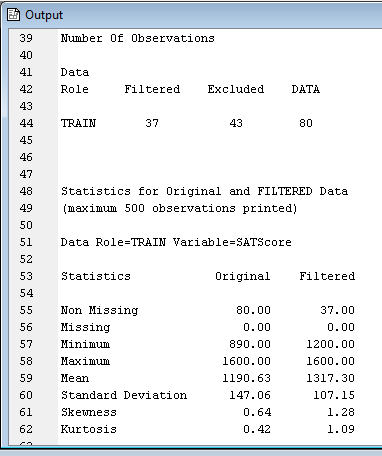 Output
39 Number Of Observations
40
41 Data
42 Role Filtered Excluded DATA
43
44 TRAIN 37 43 80
45
46
47
48 Statistics for Original and FILTERED Data
49 (maximum 500 observations printed)
50
51 Data Role=TRAIN Variable=SATScore
52
53 Statistics Original Filtered
54
55 Non Missing 80.00 37.00
56 Missing 0.00 0.00
57 Minimum 890.00 1200.00
58 Maximum 1600.00 1600.00
59 Mean 1190.63 1317.30
60 Standard Deviation 147.06 107.15
61 Skewness 0.64 1.28
62 Kurtosis 0.42 1.09